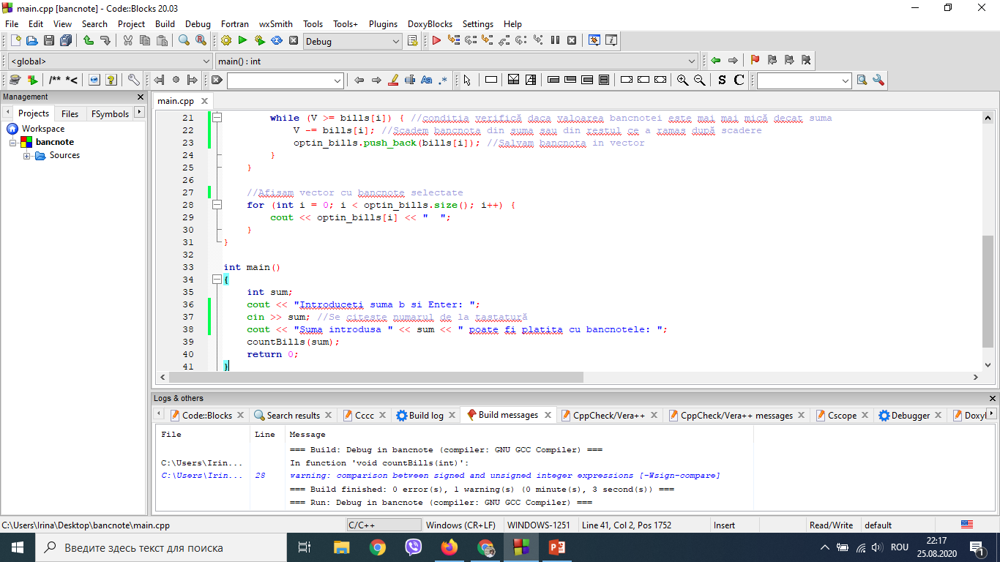 main.cpp [bancnote] - Code::Blocks 20.03
File Edit View Search Project Build Debug Fortran wxSmith Tools Tools+ Plugins DoxyBlocks Settings Help
Debug
<global> main() : int
/** *< Aa .* S C
Management
main.cpp
Projects Files FSymbols
Workspace
bancnote
Sources
21 while (V >= bills[i]) { //conditia verifică daca valoarea bancnotei este mai mai mică decat suma
22 V -= bills[i]; //Scadem bancnota din suma sau din restul ce a ramas după scadere
23 optin_bills.push_back(bills[i]); //Salvam bancnota in vector
24 }
25 }
26
27 //Afisam vector cu bancnote selectate
28 for (int i = 0; i < optin_bills.size(); i++) {
29 cout << optin_bills[i] << "  ";
30 }
31 }
32
33 int main()
34 {
35 int sum;
36 cout << "Introduceti suma b si Enter: ";
37 cin >> sum; //Se citeste numarul de la tastatură
38 cout << "Suma introdusa " << sum << " poate fi platita cu bancnotele: ";
39 countBills(sum);
40 return 0;
41 }
Logs & others
Code::Blocks Search results Cccc Build log Build messages CppCheck/Vera++ CppCheck/Vera++ messages Cscope Debugger Doxyl
File Line Message
=== Build: Debug in bancnote (compiler: GNU GCC Compiler) ===
C:\Users\Irin... In function 'void countBills(int)':
C:\Users\Irin... 28 warning: comparison between signed and unsigned integer expressions [-Wsign-compare]
=== Build finished: 0 error(s), 1 warning(s) (0 minute(s), 3 second(s)) ===
=== Run: Debug in bancnote (compiler: GNU GCC Compiler) ===
C:\Users\Irina\Desktop\bancnote\main.cpp C/C++ Windows (CR+LF) WINDOWS-1251 Line 41, Col 2, Pos 1752 Insert Read/Write default
Введите здесь текст для поиска
ROU
22:17
25.08.2020
1